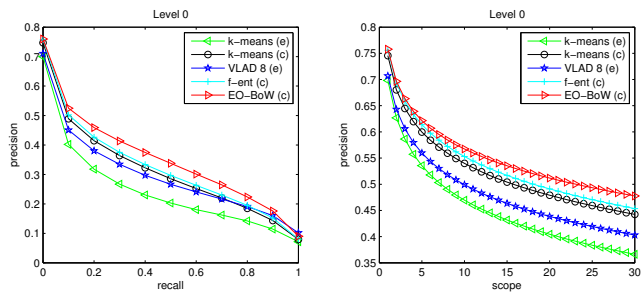 Level 0
0.8
0.7
0.6
0.5
0.4
0.3
0.2
0.1
0
precision
0 0.2 0.4 0.6 0.8 1
recall
k-means (e)
k-means (c)
VLAD 8 (e)
f-ent (c)
EO-BoW (c)
Level 0
0.8
0.75
0.7
0.65
0.6
0.55
0.5
0.45
0.4
0.35
precision
0 5 10 15 20 25 30
scope
k-means (e)
k-means (c)
VLAD 8 (e)
f-ent (c)
EO-BoW (c)